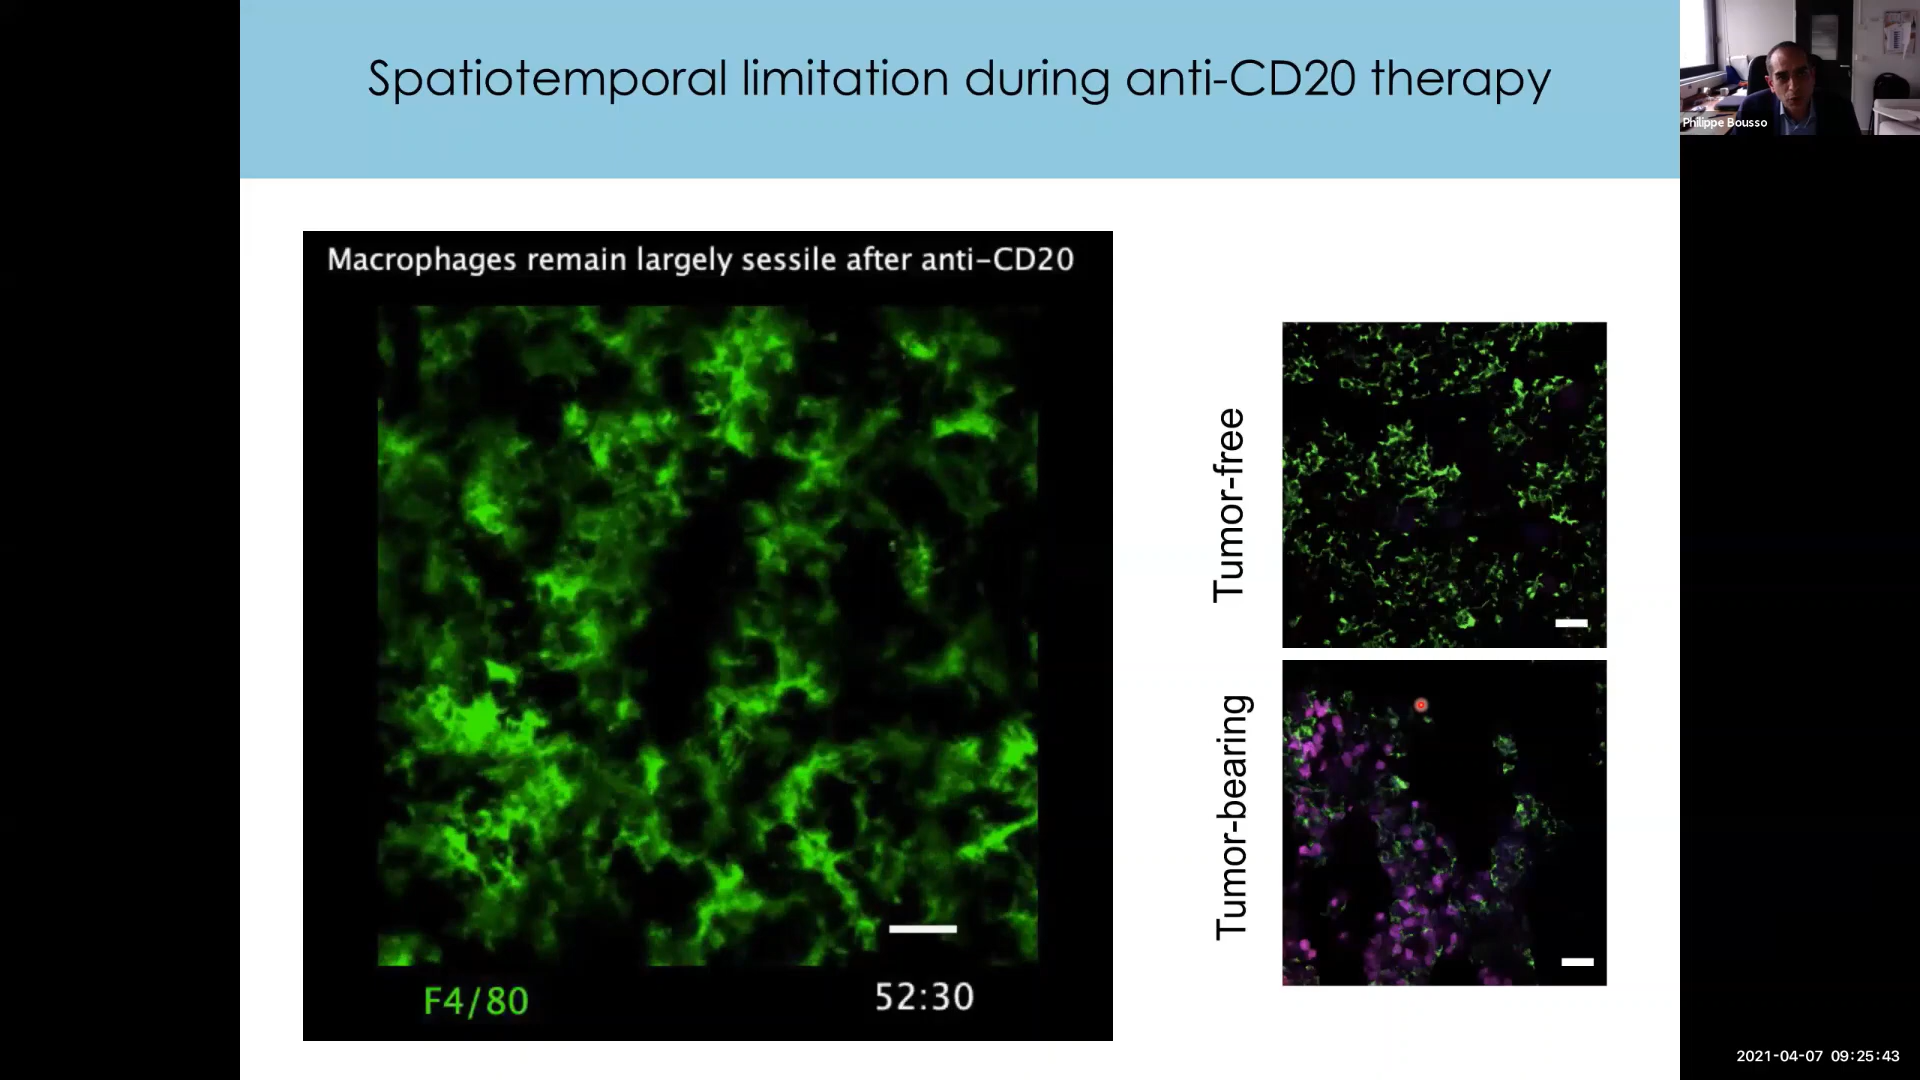 Spatiotemporal limitation during anti-CD20 therapy
Philippe Bousso
Macrophages remain largely sessile after anti-CD20
F4/80
52:30
Tumor-free
Tumor-bearing
2021-04-07 09:25:43